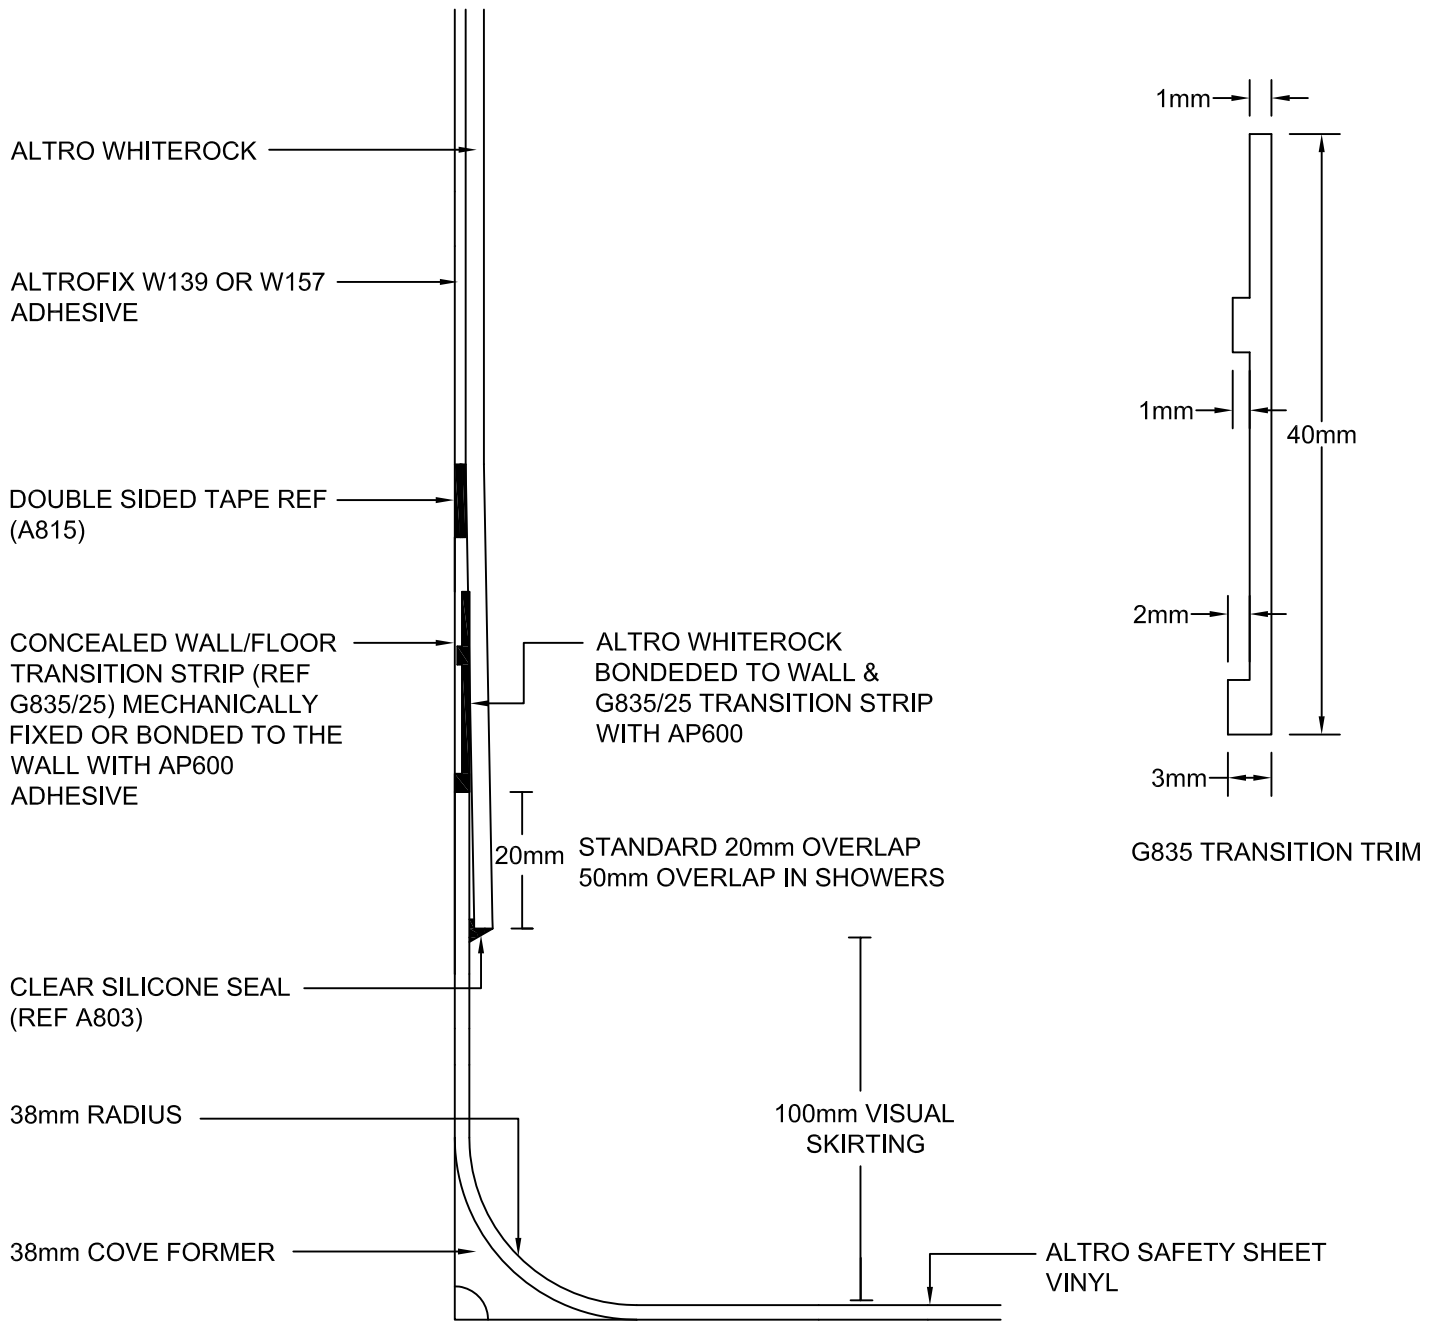 ALTRO WHITEROCK
ALTROFIX W139 OR W157
ADHESIVE
DOUBLE SIDED TAPE REF
(A815)
CONCEALED WALL/FLOOR
TRANSITION STRIP (REF
G835/25) MECHANICALLY
FIXED OR BONDED TO THE
WALL WITH AP600
ADHESIVE
ALTRO WHITEROCK
BONDEDED TO WALL &
G835/25 TRANSITION STRIP
WITH AP600
20mm
STANDARD 20mm OVERLAP
50mm OVERLAP IN SHOWERS
CLEAR SILICONE SEAL
(REF A803)
38mm RADIUS
100mm VISUAL
SKIRTING
38mm COVE FORMER
ALTRO SAFETY SHEET
VINYL
1mm
1mm
40mm
2mm
3mm
G835 TRANSITION TRIM